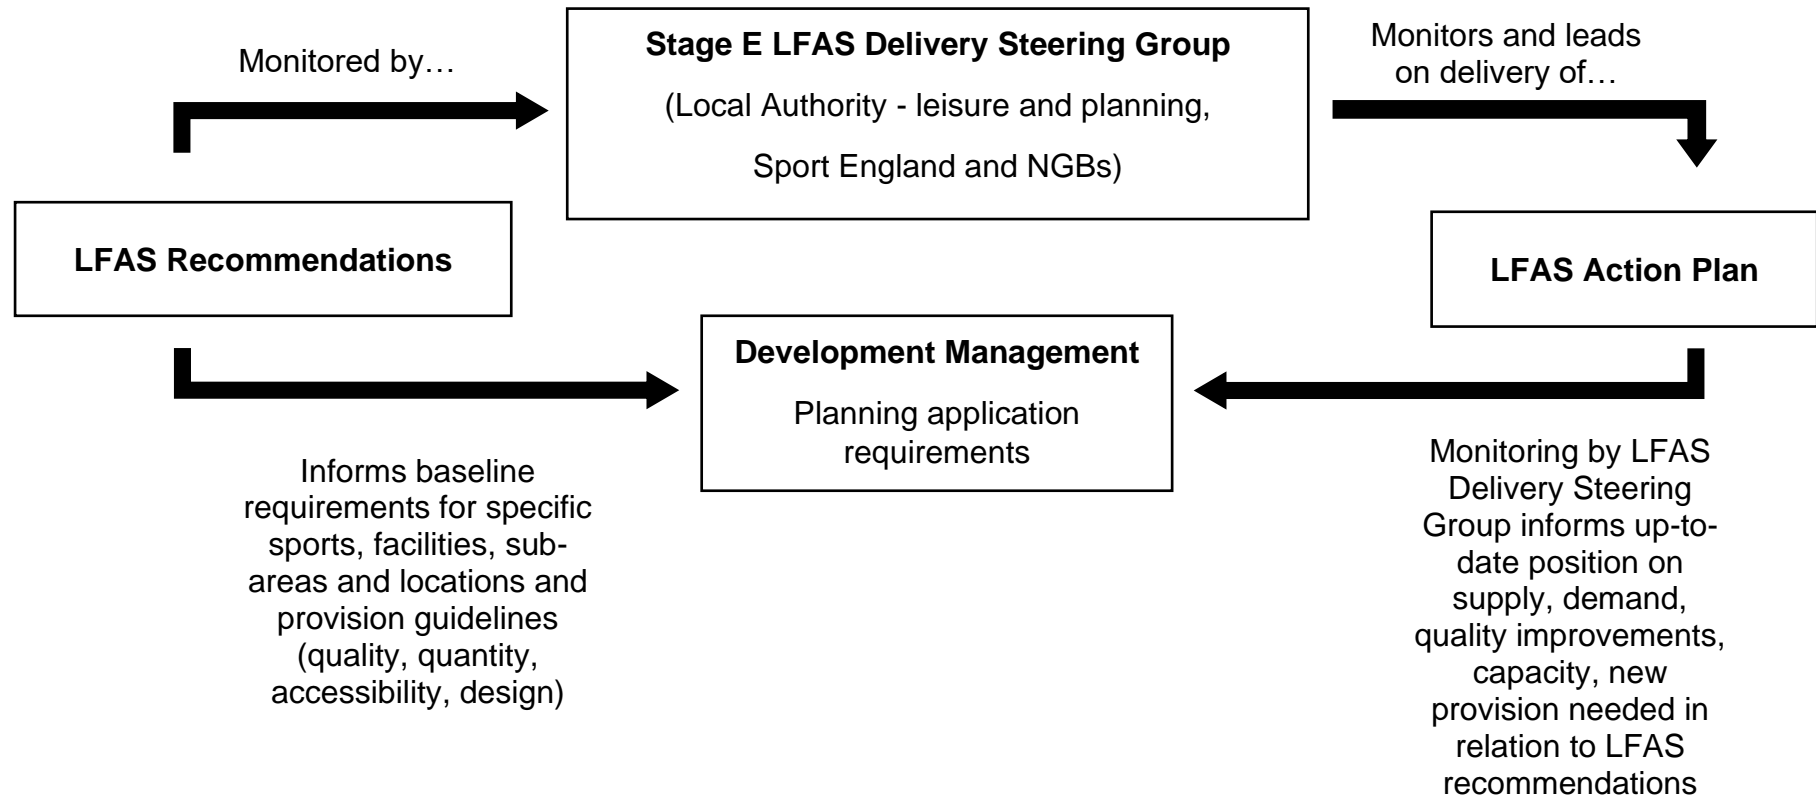 Monitored by…
Stage E LFAS Delivery Steering Group
(Local Authority - leisure and planning,
Sport England and NGBs)
Monitors and leads
on delivery of…
LFAS Recommendations
LFAS Action Plan
Development Management
Planning application
requirements
Informs baseline
requirements for specific
sports, facilities, sub-
areas and locations and
provision guidelines
(quality, quantity,
accessibility, design)
Monitoring by LFAS
Delivery Steering
Group informs up-to-
date position on
supply, demand,
quality improvements,
capacity, new
provision needed in
relation to LFAS
recommendations